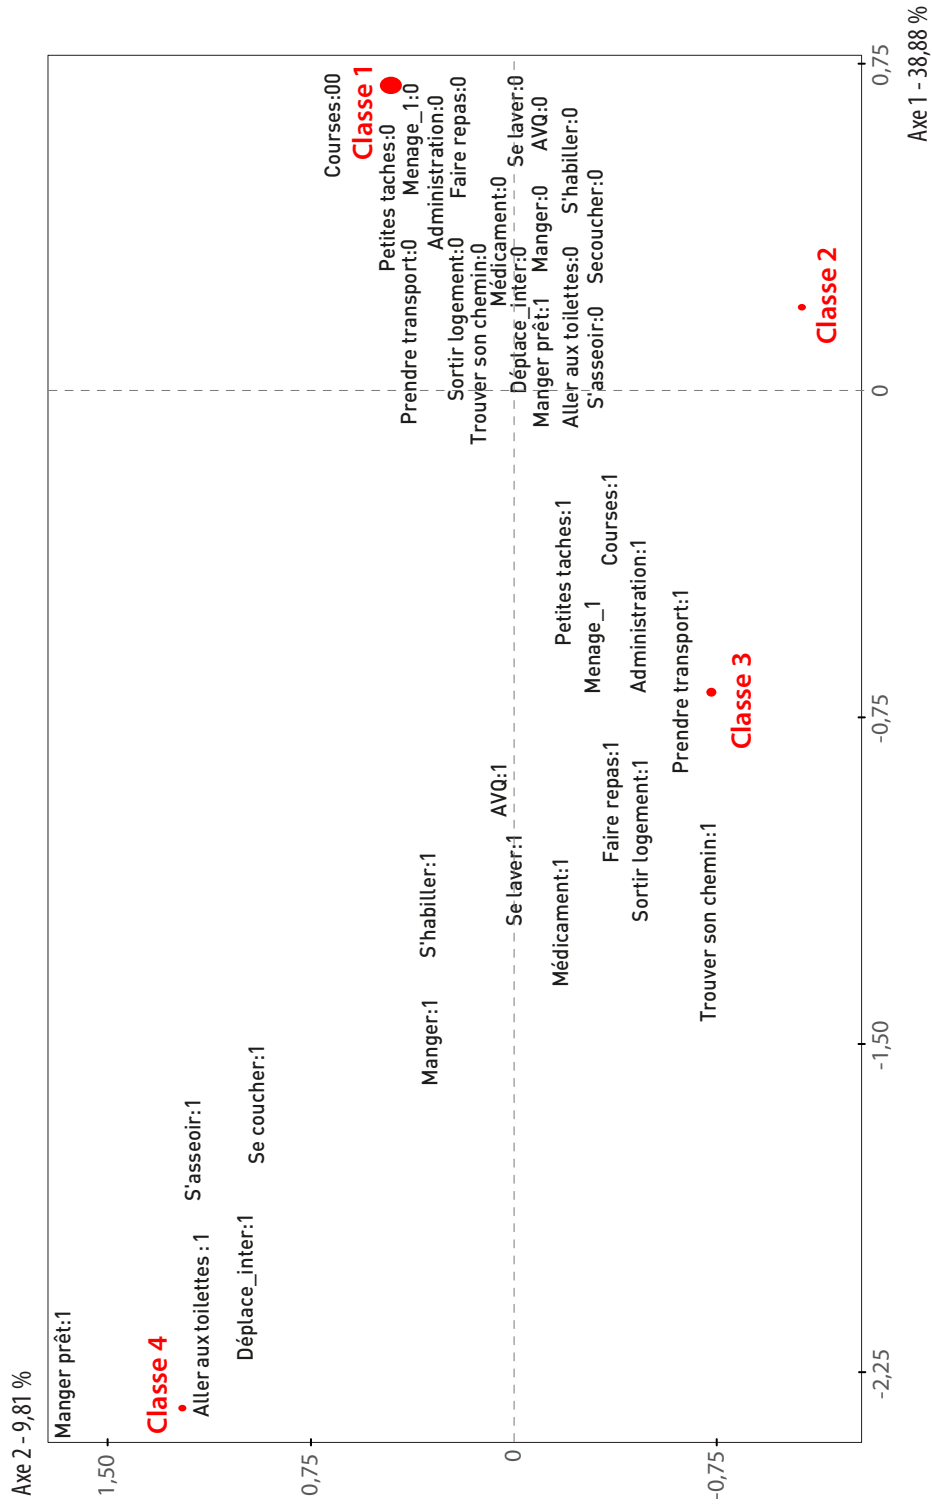 Axe 2 - 9,81 %
1,50
0,75
0
-0,75
Manger prêt:1
Classe 4
Aller aux toilettes :1
S'asseoir:1
Déplace_inter:1
Se coucher:1
Manger:1
S'habiller:1
AVQ:1
Se laver:1
Médicament:1
Petites taches:1
Menage_1
Courses:1
Administration:1
Faire repas:1
Sortir logement:1
Prendre transport:1
Trouver son chemin:1
Classe 3
Courses:00
Classe 1
Petites taches:0
Menage_1:0
Prendre transport:0
Administration:0
Faire repas:0
Sortir logement:0
Trouver son chemin:0
Médicament:0
Se laver:0
Déplace_inter:0
AVQ:0
Manger:0
Manger prêt:1
S'habiller:0
Aller aux toilettes:0
Secoucher:0
S'asseoir:0
Classe 2
-2,25
-1,50
-0,75
0
0,75
Axe 1 - 38,88 %